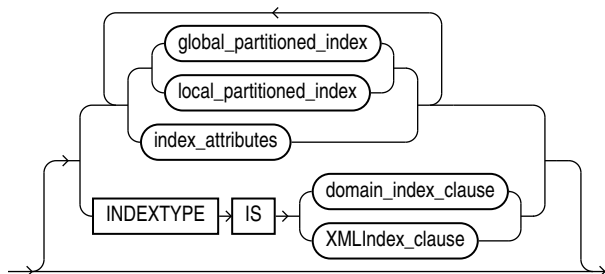 global_partitioned_index
local_partitioned_index
index_attributes
INDEXTYPE IS
domain_index_clause
XMLIndex_clause